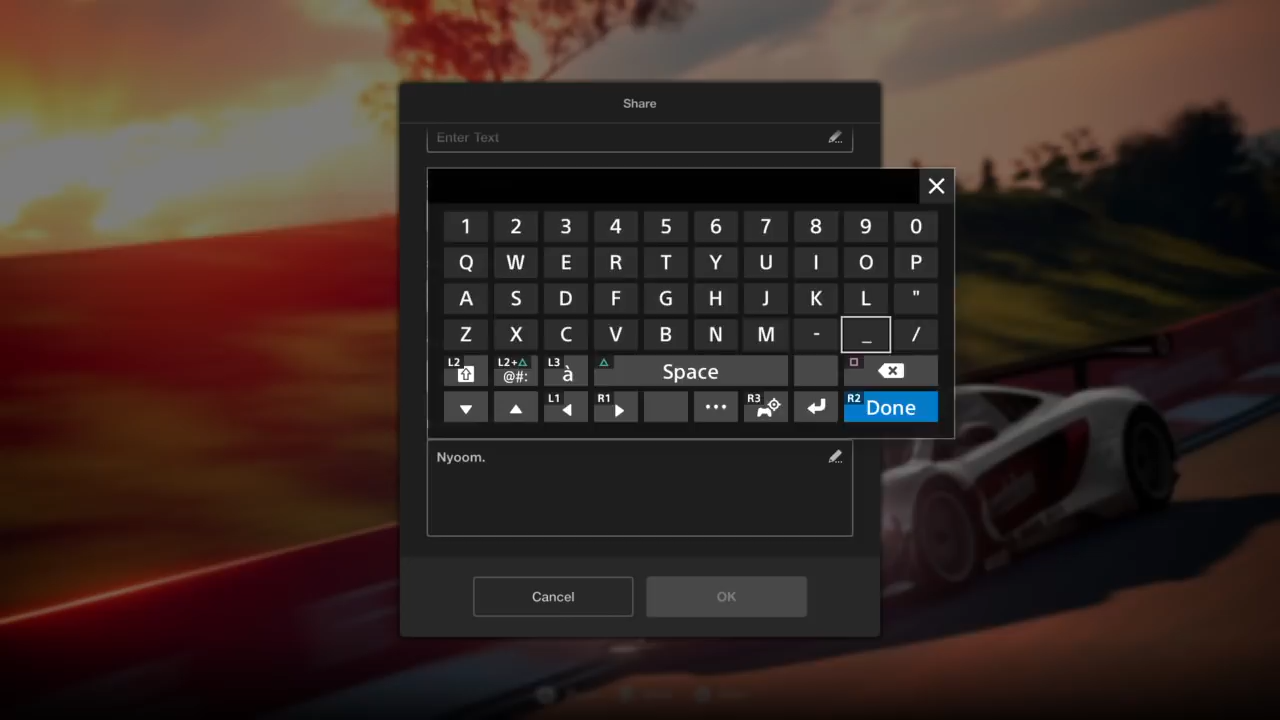 Share
Enter Text
1 2 3 4 5 6 7 8 9 0
Q W E R T Y U I O P
A S D F G H J K L "
Z X C V B N M - _ /
L2 L2+△ @#: L3 à △ Space □
L1 R1 ... R3 R2 Done
Nyoom.
Cancel OK